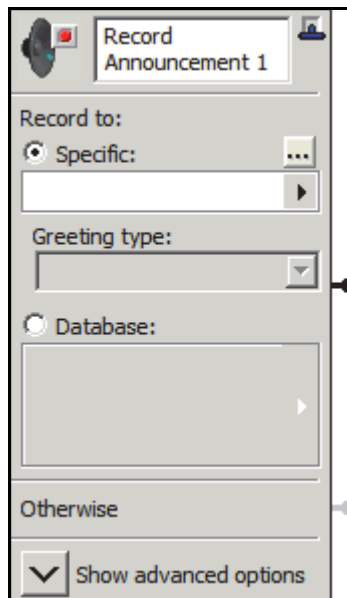 Record
Announcement 1
Record to:
Specific:
...
Greeting type:
Database:
Otherwise
Show advanced options